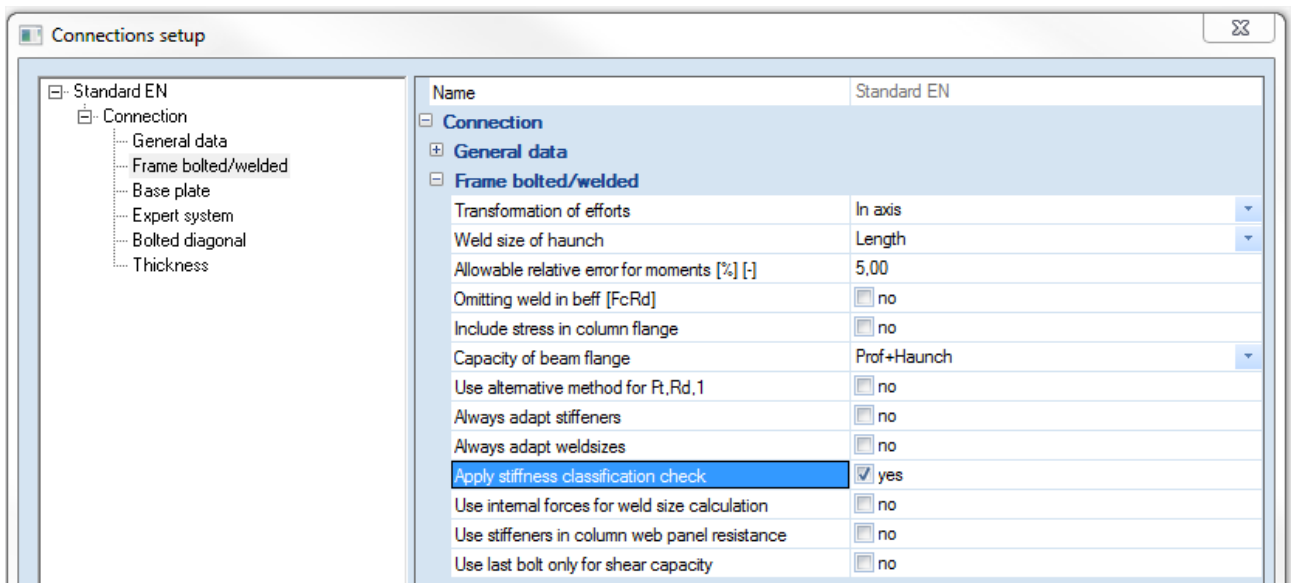 Connections setup
Standard EN
Connection
General data
Frame bolted/welded
Base plate
Expert system
Bolted diagonal
Thickness
Name Standard EN
Connection
General data
Frame bolted/welded
Transformation of efforts In axis
Weld size of haunch Length
Allowable relative error for moments [%] [-] 5,00
Omitting weld in beff [FcRd] no
Include stress in column flange no
Capacity of beam flange Prof+Haunch
Use alternative method for Ft,Rd,1 no
Always adapt stiffeners no
Always adapt weldsizes no
Apply stiffness classification check yes
Use internal forces for weld size calculation no
Use stiffeners in column web panel resistance no
Use last bolt only for shear capacity no